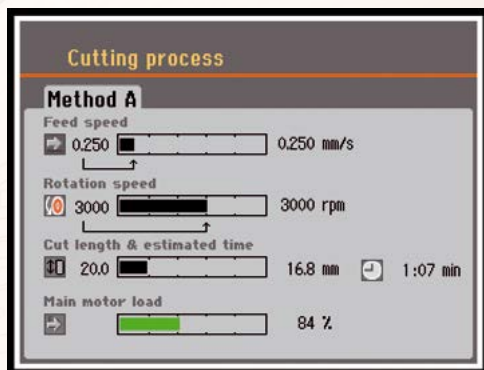 Cutting process
Method A
Feed speed
0.250 0.250 mm/s
Rotation speed
3000 3000 rpm
Cut length & estimated time
20.0 16.8 mm 1:07 min
Main motor load
84 %